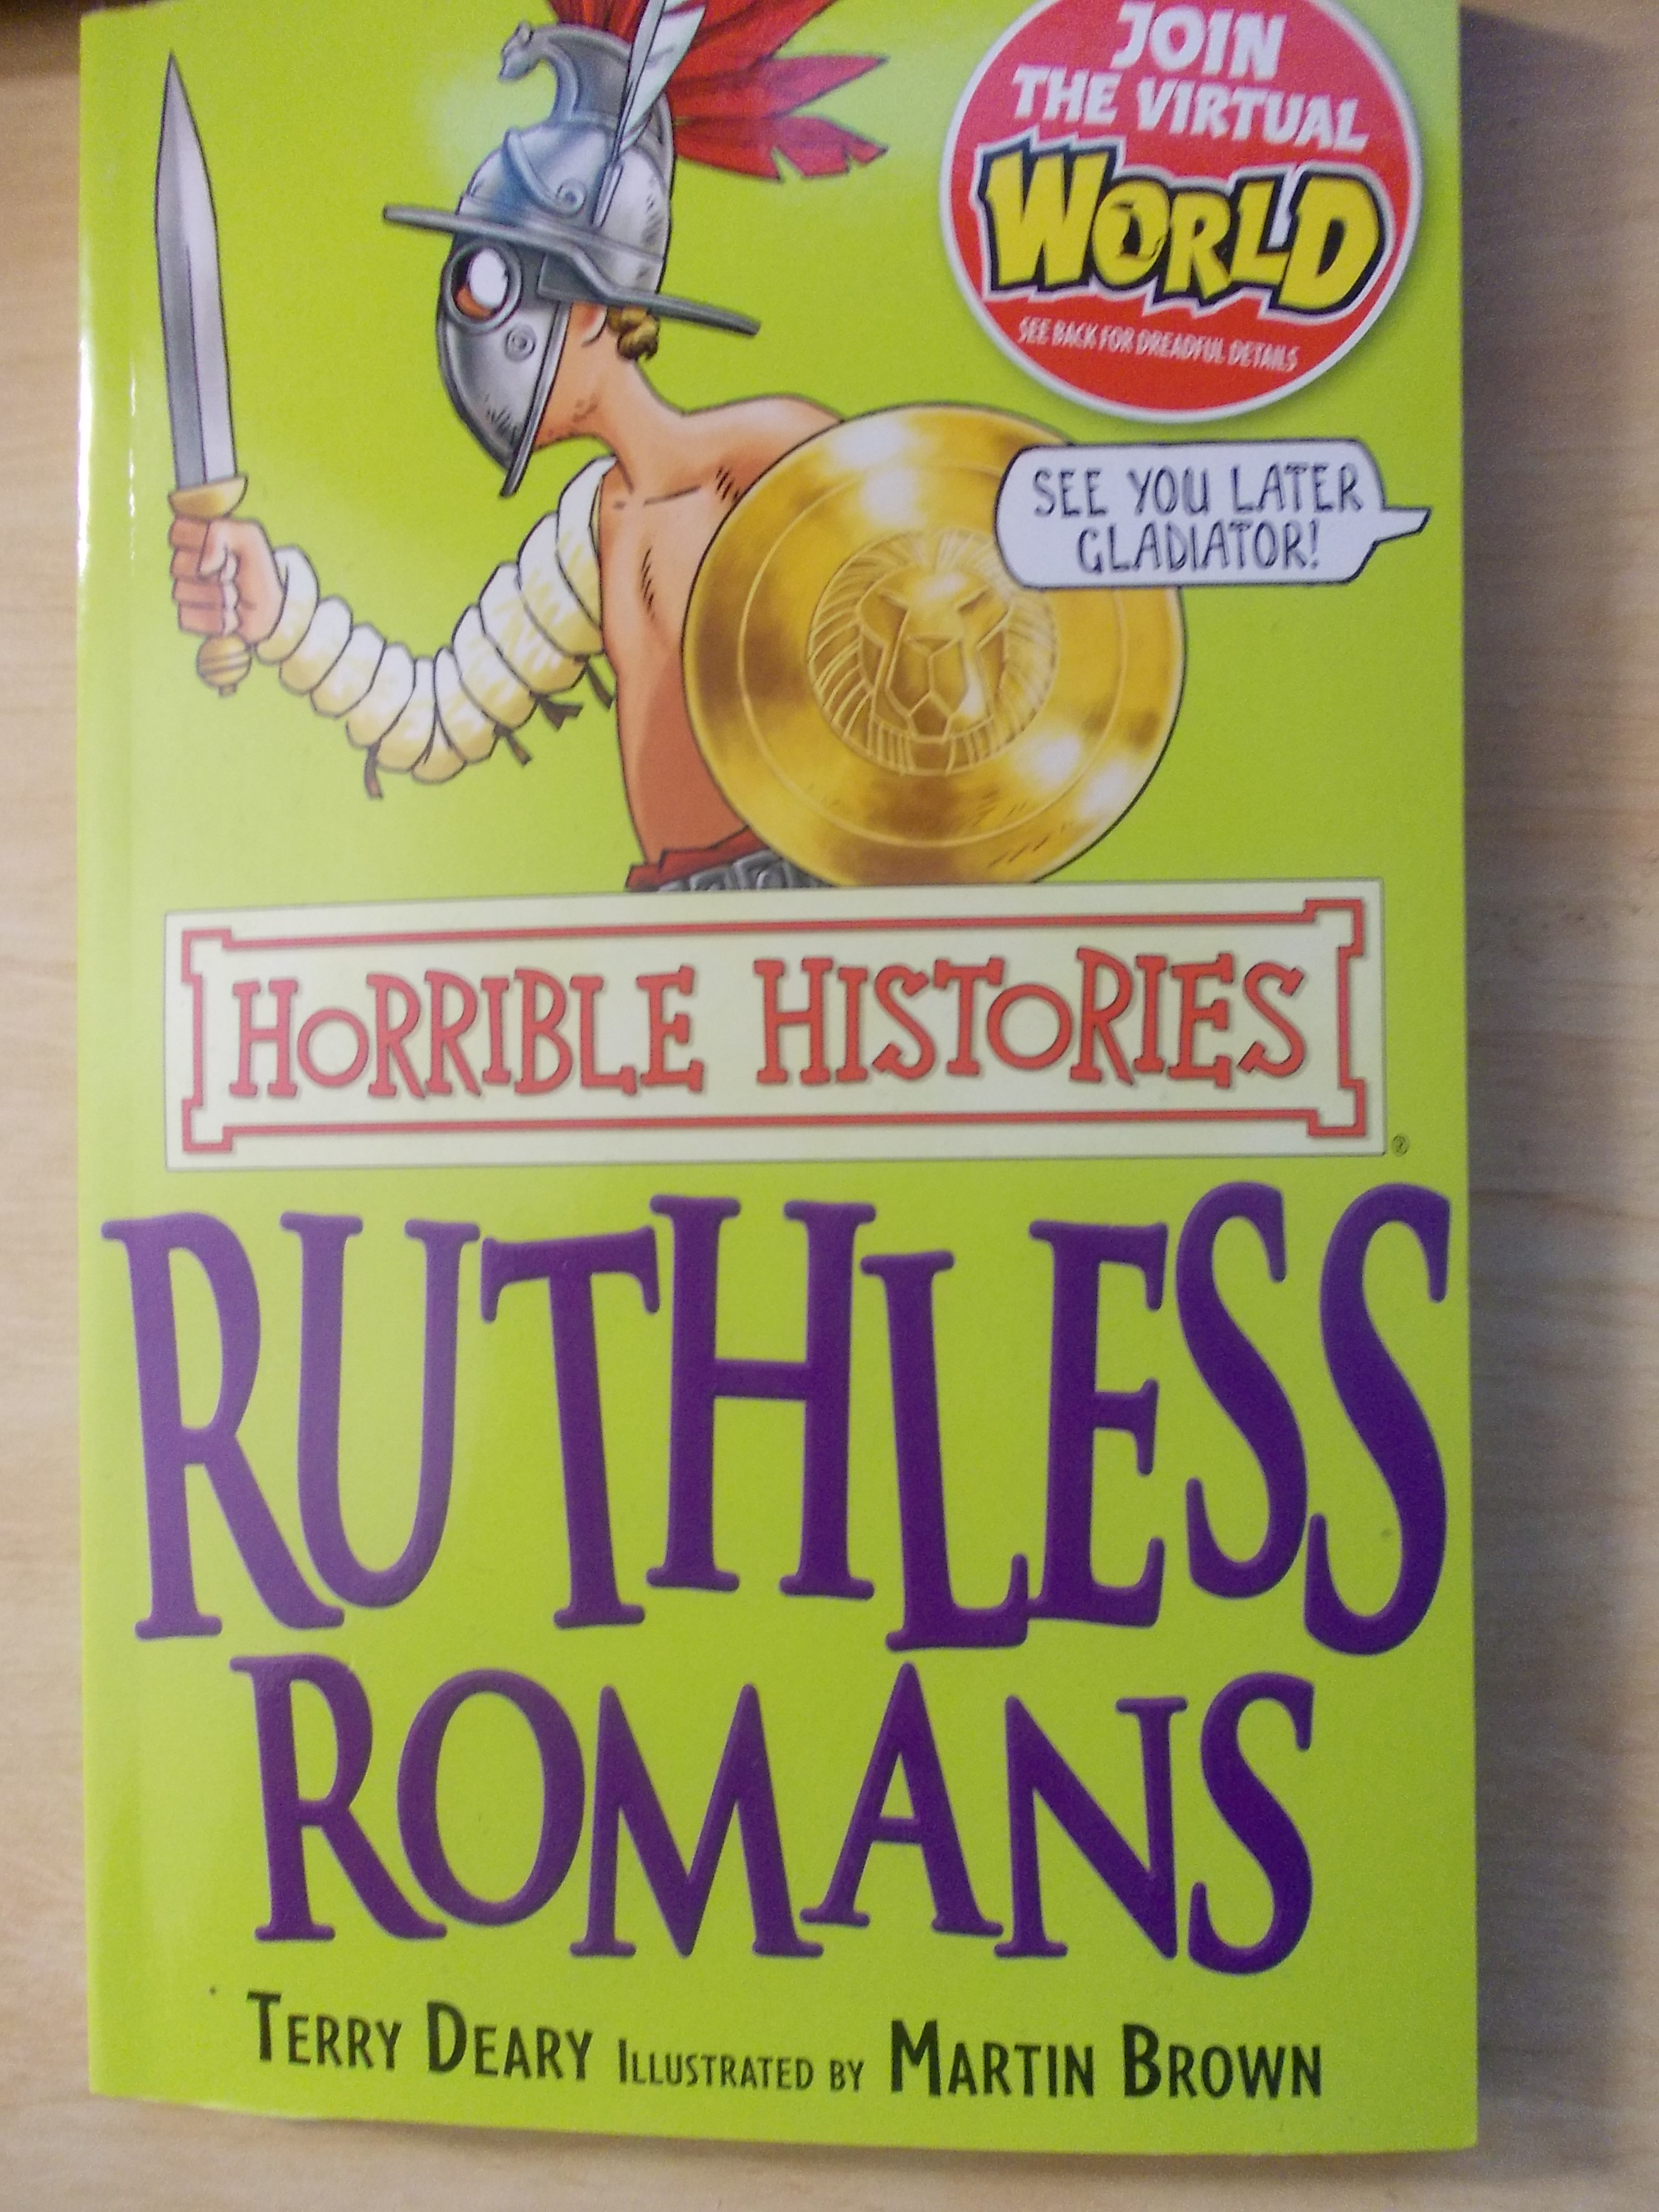 JOIN
THE VIRTUAL
WORLD
SEE BACK FOR DREADFUL DETAILS
SEE YOU LATER
GLADIATOR!
HORRIBLE HISTORIES
®
RUTHLESS
ROMANS
TERRY DEARY ILLUSTRATED BY MARTIN BROWN